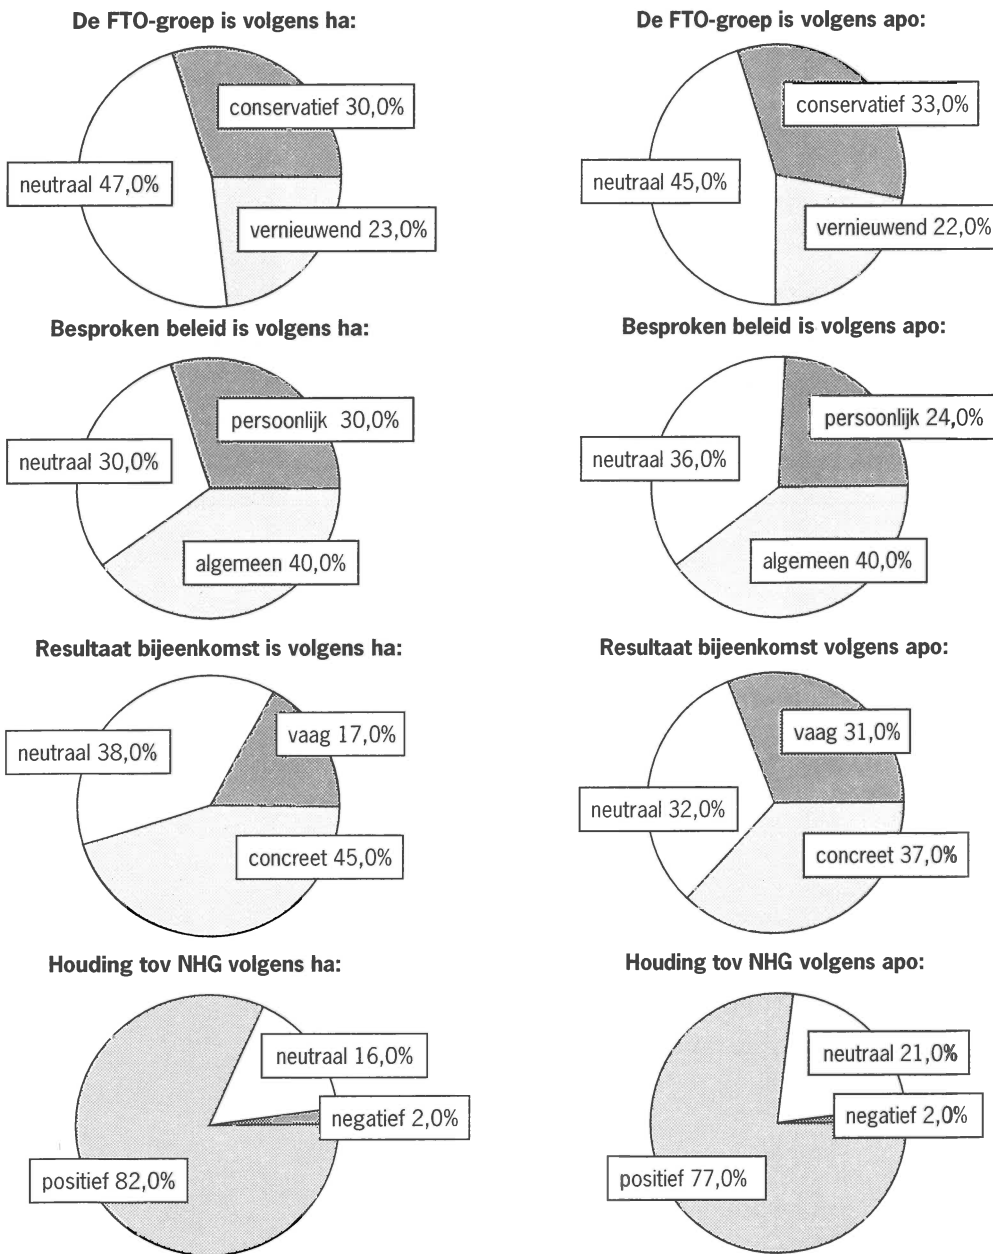 De FTO-groep is volgens ha:
conservatief 30,0%
neutraal 47,0%
vernieuwend 23,0%
De FTO-groep is volgens apo:
conservatief 33,0%
neutraal 45,0%
vernieuwend 22,0%
Besproken beleid is volgens ha:
persoonlijk 30,0%
neutraal 30,0%
algemeen 40,0%
Besproken beleid is volgens apo:
persoonlijk 24,0%
neutraal 36,0%
algemeen 40,0%
Resultaat bijeenkomst is volgens ha:
vaag 17,0%
neutraal 38,0%
concreet 45,0%
Resultaat bijeenkomst volgens apo:
vaag 31,0%
neutraal 32,0%
concreet 37,0%
Houding tov NHG volgens ha:
neutraal 16,0%
negatief 2,0%
positief 82,0%
Houding tov NHG volgens apo:
neutraal 21,0%
negatief 2,0%
positief 77,0%